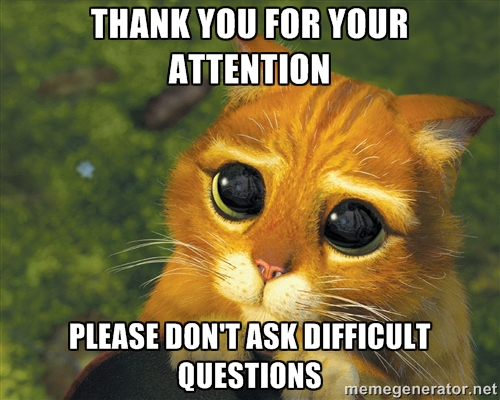 THANK YOU FOR YOUR
ATTENTION
PLEASE DON'T ASK DIFFICULT
QUESTIONS
memegenerator.net